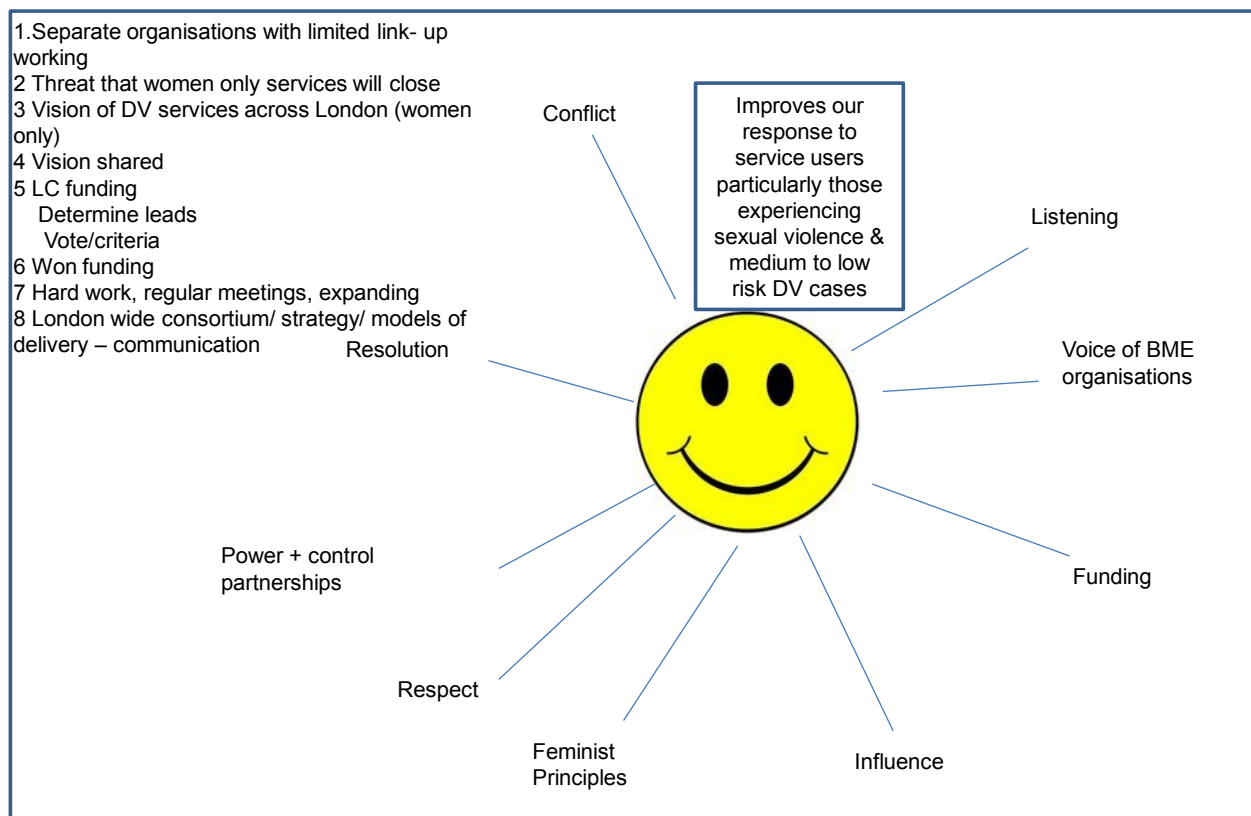 1.Separate organisations with limited link- up
working
2 Threat that women only services will close
3 Vision of DV services across London (women
only)
4 Vision shared
5 LC funding
Determine leads
Vote/criteria
6 Won funding
7 Hard work, regular meetings, expanding
8 London wide consortium/ strategy/ models of
delivery – communication
Conflict
Improves our
response to
service users
particularly those
experiencing
sexual violence &
medium to low
risk DV cases
Listening
Resolution
Voice of BME
organisations
Power + control
partnerships
Funding
Respect
Feminist
Principles
Influence